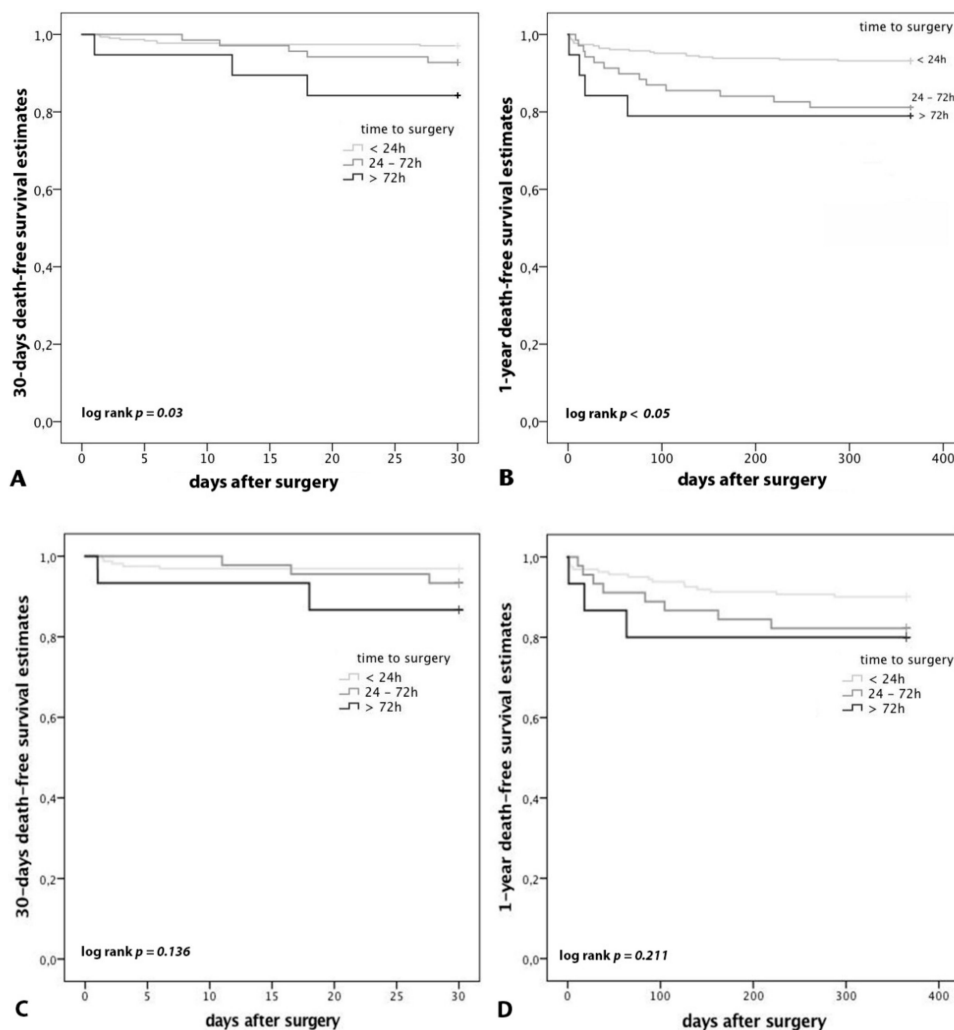 1,0
0,8
0,6
0,4
0,2
0,0
30-days death-free survival estimates
time to surgery
< 24h
24 – 72h
> 72h
log rank p = 0.03
0 5 10 15 20 25 30
A
days after surgery
1,0
0,8
0,6
0,4
0,2
0,0
1-year death-free survival estimates
time to surgery
< 24h
24 – 72h
> 72h
log rank p < 0.05
0 100 200 300 400
B
days after surgery
1,0
0,8
0,6
0,4
0,2
0,0
30-days death-free survival estimates
time to surgery
< 24h
24 – 72h
> 72h
log rank p = 0.136
0 5 10 15 20 25 30
C
days after surgery
1,0
0,8
0,6
0,4
0,2
0,0
1-year death-free survival estimates
time to surgery
< 24h
24 – 72h
> 72h
log rank p = 0.211
0 100 200 300 400
D
days after surgery